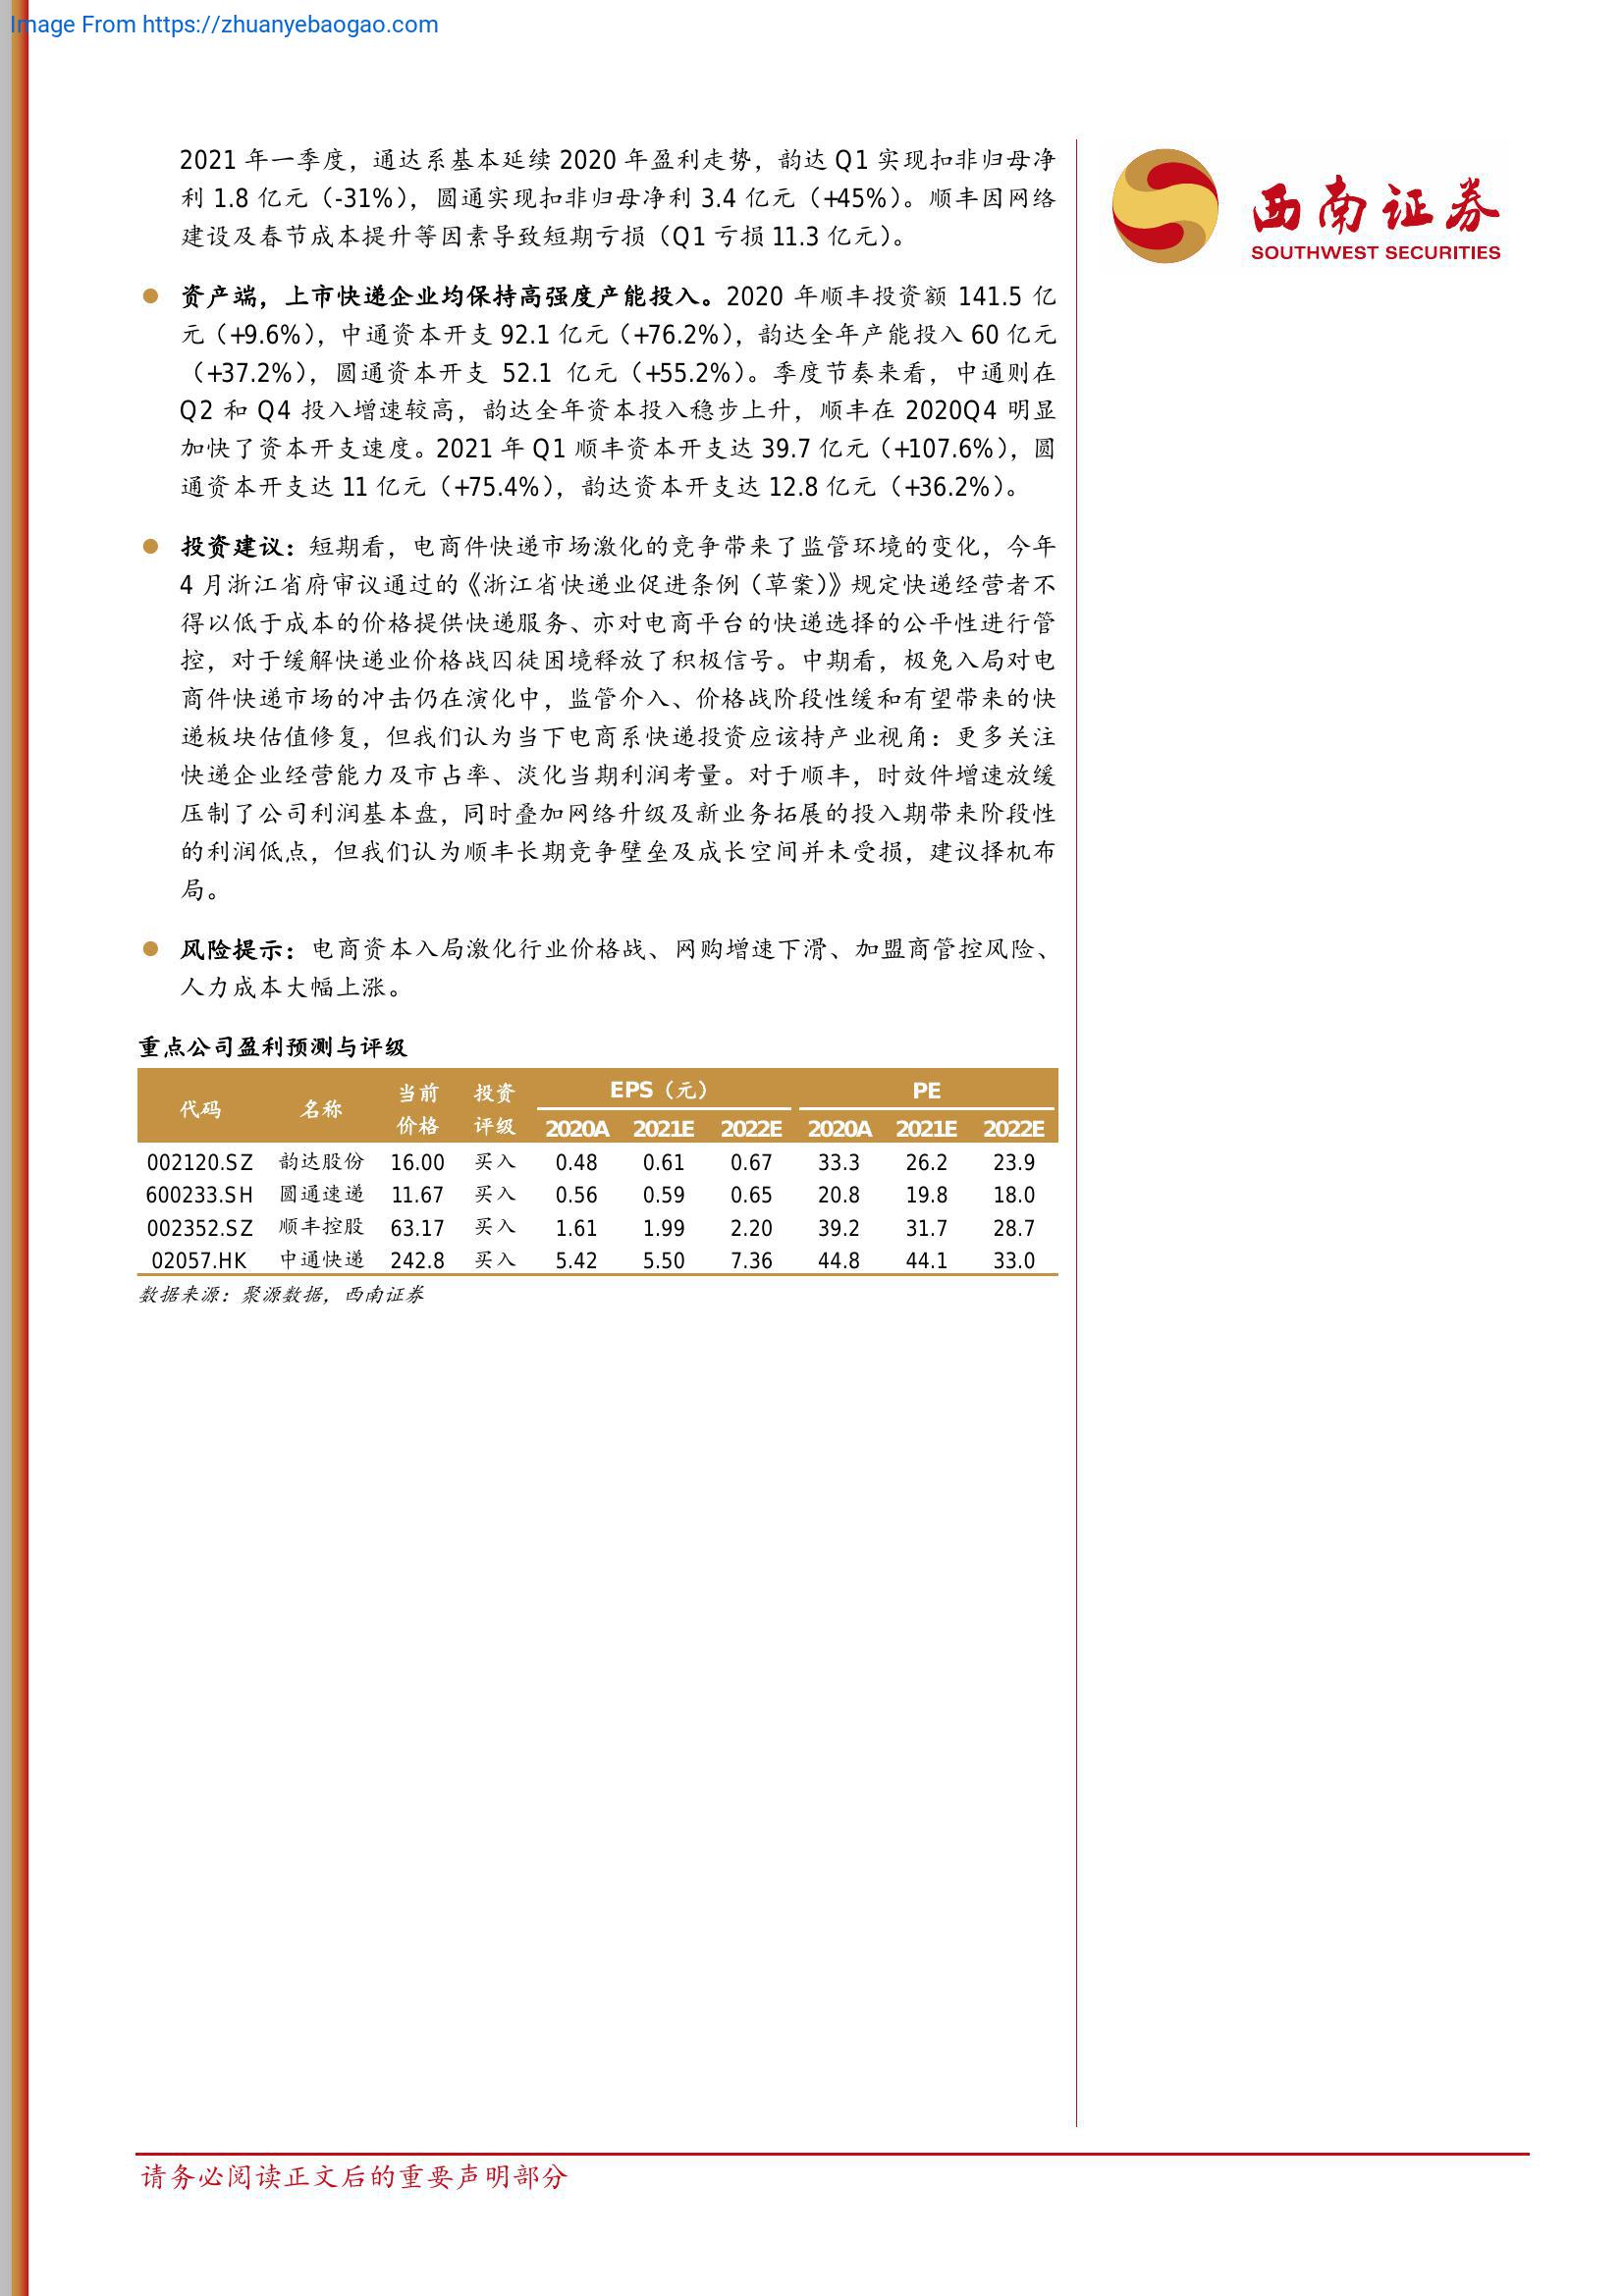 Image From https://zhuanyebaogao.com
2021 年一季度，通达系基本延续 2020 年盈利走势，韵达 Q1 实现扣非归母净
利 1.8 亿元（-31%），圆通实现扣非归母净利 3.4 亿元（+45%）。顺丰因网络
建设及春节成本提升等因素导致短期亏损（Q1 亏损 11.3 亿元）。
西南证券
SOUTHWEST SECURITIES
● 资产端，上市快递企业均保持高强度产能投入。2020 年顺丰投资额 141.5 亿
元（+9.6%），中通资本开支 92.1 亿元（+76.2%），韵达全年产能投入 60 亿元
（+37.2%），圆通资本开支 52.1 亿元（+55.2%）。季度节奏来看，中通则在
Q2 和 Q4 投入增速较高，韵达全年资本投入稳步上升，顺丰在 2020Q4 明显
加快了资本开支速度。2021 年 Q1 顺丰资本开支达 39.7 亿元（+107.6%），圆
通资本开支达 11 亿元（+75.4%），韵达资本开支达 12.8 亿元（+36.2%）。
● 投资建议：短期看，电商件快递市场激化的竞争带来了监管环境的变化，今年
4 月浙江省府审议通过的《浙江省快递业促进条例（草案）》规定快递经营者不
得以低于成本的价格提供快递服务、亦对电商平台的快递选择的公平性进行管
控，对于缓解快递业价格战囚徒困境释放了积极信号。中期看，极兔入局对电
商件快递市场的冲击仍在演化中，监管介入、价格战阶段性缓和有望带来的快
递板块估值修复，但我们认为当下电商系快递投资应该持产业视角：更多关注
快递企业经营能力及市占率、淡化当期利润考量。对于顺丰，时效件增速放缓
压制了公司利润基本盘，同时叠加网络升级及新业务拓展的投入期带来阶段性
的利润低点，但我们认为顺丰长期竞争壁垒及成长空间并未受损，建议择机布
局。
● 风险提示：电商资本入局激化行业价格战、网购增速下滑、加盟商管控风险、
人力成本大幅上涨。
重点公司盈利预测与评级
代码 名称 当前价格 投资评级 EPS（元） PE
2020A 2021E 2022E 2020A 2021E 2022E
002120.SZ 韵达股份 16.00 买入 0.48 0.61 0.67 33.3 26.2 23.9
600233.SH 圆通速递 11.67 买入 0.56 0.59 0.65 20.8 19.8 18.0
002352.SZ 顺丰控股 63.17 买入 1.61 1.99 2.20 39.2 31.7 28.7
02057.HK 中通快递 242.8 买入 5.42 5.50 7.36 44.8 44.1 33.0
数据来源：聚源数据，西南证券
请务必阅读正文后的重要声明部分